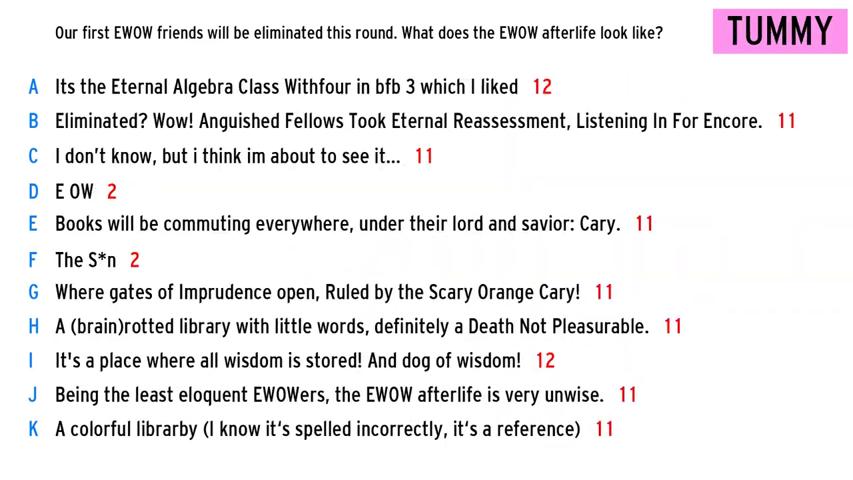 Our first EWOW friends will be eliminated this round. What does the EWOW afterlife look like?
TUMMY
A Its the Eternal Algebra Class Withfour in bfb 3 which I liked 12
B Eliminated? Wow! Anguished Fellows Took Eternal Reassessment, Listening In For Encore. 11
C I don't know, but i think im about to see it... 11
D E OW 2
E Books will be commuting everywhere, under their lord and savior: Cary. 11
F The S*n 2
G Where gates of Imprudence open, Ruled by the Scary Orange Cary! 11
H A (brain)rotted library with little words, definitely a Death Not Pleasurable. 11
I It's a place where all wisdom is stored! And dog of wisdom! 12
J Being the least eloquent EWOWers, the EWOW afterlife is very unwise. 11
K A colorful librarby (I know it's spelled incorrectly, it's a reference) 11